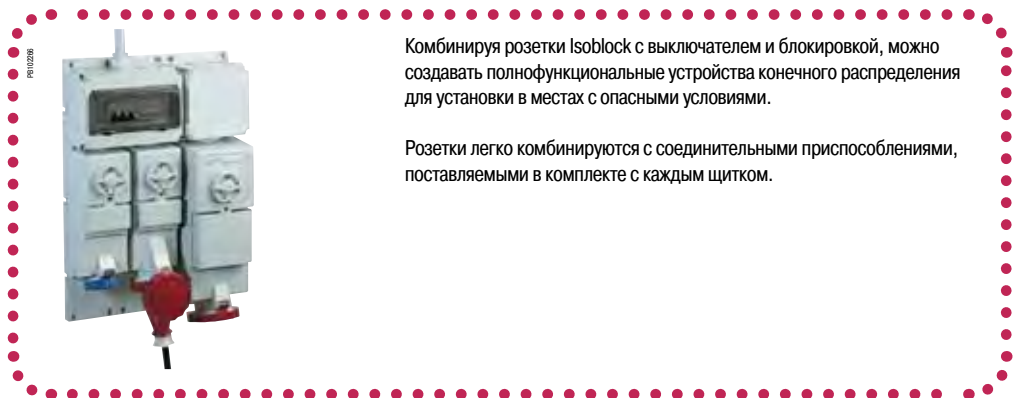 PB102266
Комбинируя розетки Isoblock с выключателем и блокировкой, можно
создавать полнофункциональные устройства конечного распределения
для установки в местах с опасными условиями.
Розетки легко комбинируются с соединительными приспособлениями,
поставляемыми в комплекте с каждым щитком.